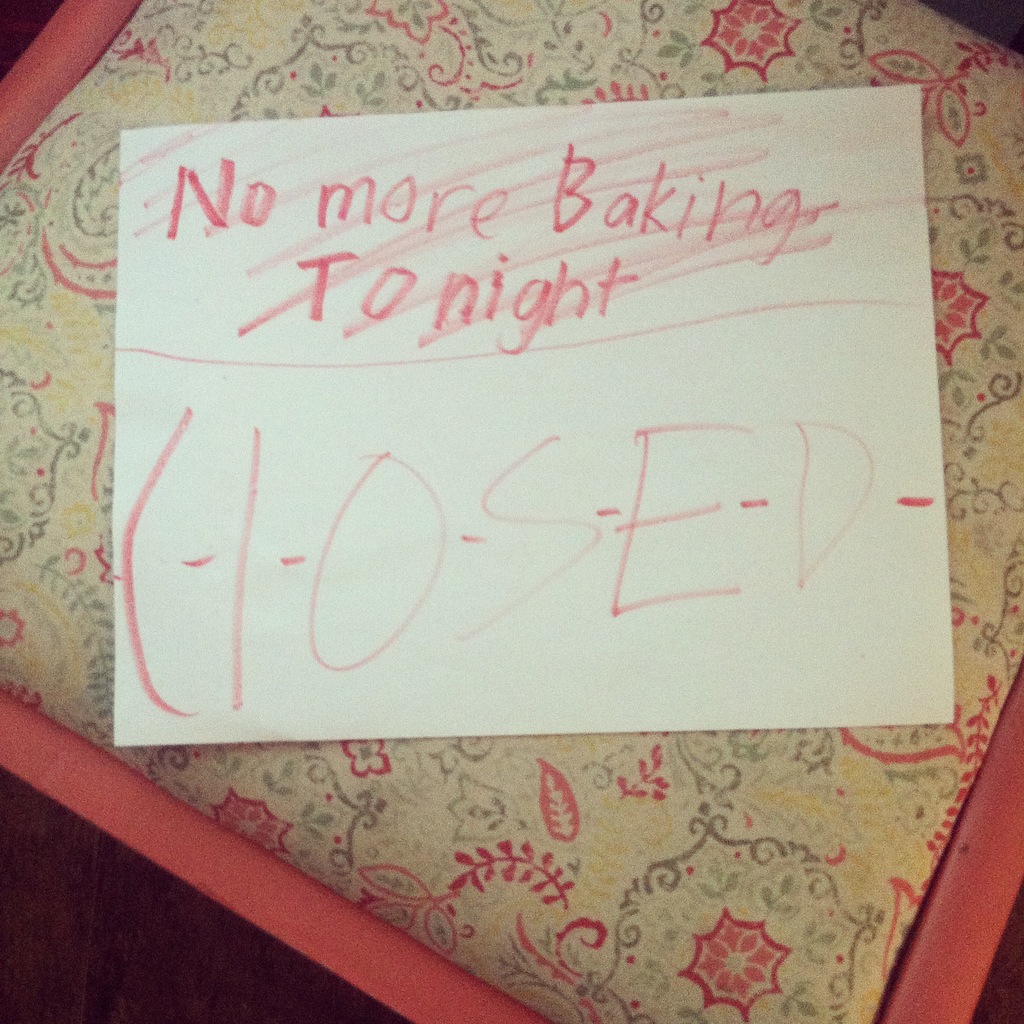 No more Baking
Tonight
C-l-O-S-E-D-